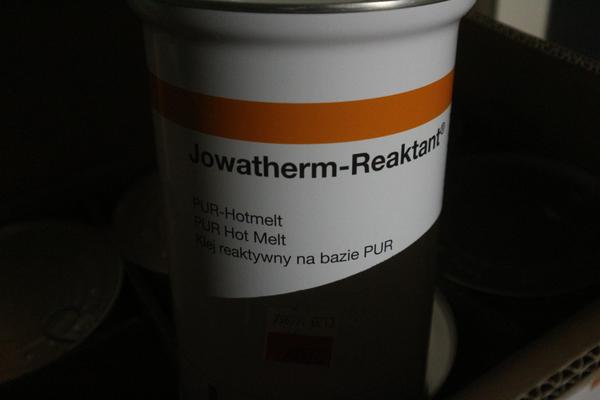 Jowatherm-Reaktant®
PUR-Hotmelt
PUR Hot Melt
Klej reaktywny na bazie PUR